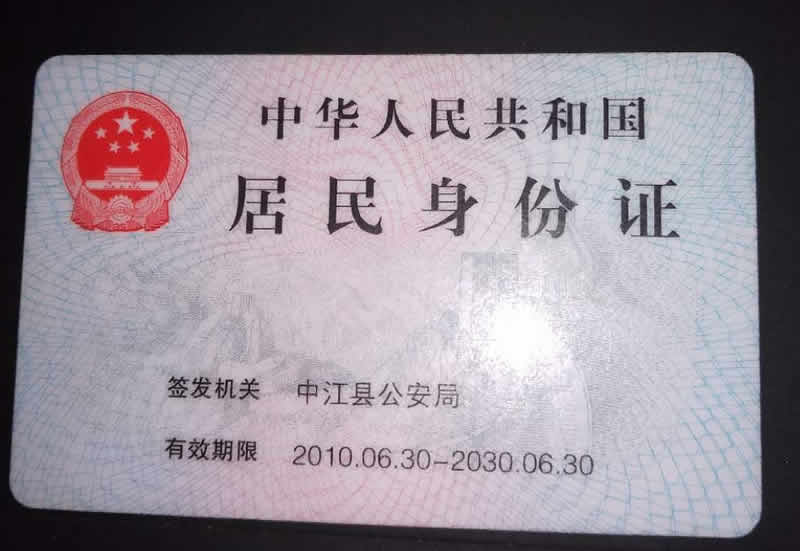 中华人民共和国
居民身份证
签发机关 中江县公安局
有效期限 2010.06.30-2030.06.30